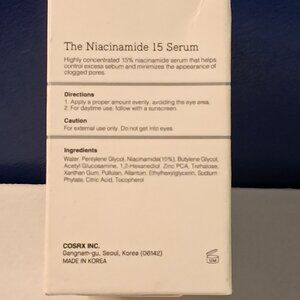 The Niacinamide 15 Serum
Highly concentrated 15% niacinamide serum that helps
control excess sebum and minimizes the appearance of
clogged pores.
Directions
1. Apply a proper amount evenly, avoiding the eye area.
2. For daytime use, follow with a sunscreen.
Caution
For external use only. Do not get into eyes.
Ingredients
Water, Pentylene Glycol, Niacinamide(15%), Butylene Glycol,
Acetyl Glucosamine, 1,2-Hexanediol, Zinc PCA, Trehalose,
Xanthan Gum, Pullulan, Allantoin, Ethylhexylglycerin, Sodium
Phytate, Citric Acid, Tocopherol
COSRX INC.
Gangnam-gu, Seoul, Korea (06142)
MADE IN KOREA